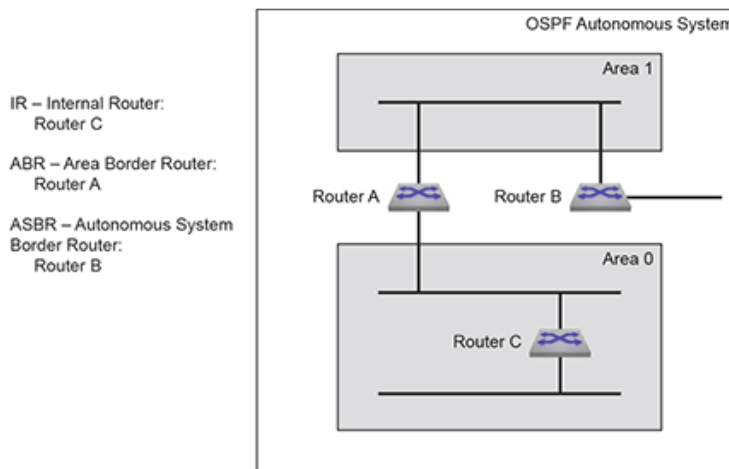 OSPF Autonomous System
Area 1
IR – Internal Router:
Router C
ABR – Area Border Router:
Router A
ASBR – Autonomous System
Border Router:
Router B
Router A
Router B
Area 0
Router C